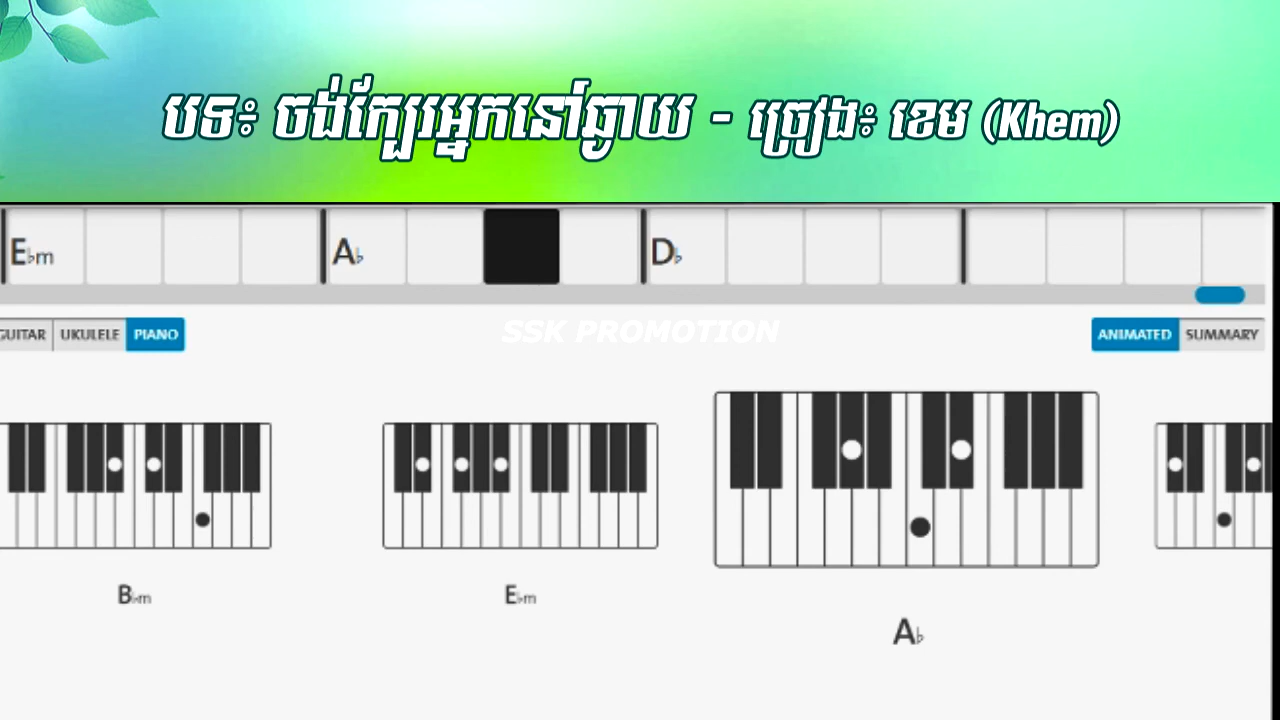 បទ៖ ចង់ក្បែរអ្នកនៅឆ្ងាយ - ច្រៀង៖ ខេម (Khem)
E♭m A♭ D♭
GUITAR UKULELE PIANO SSK PROMOTION ANIMATED SUMMARY
B♭m E♭m A♭